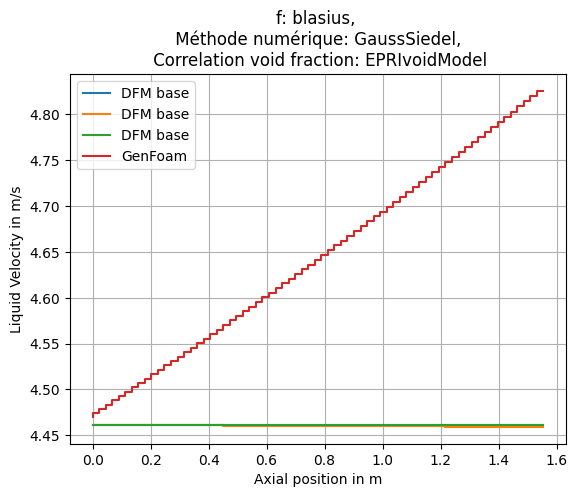 f: blasius,
Méthode numérique: GaussSiedel,
Correlation void fraction: EPRIvoidModel
DFM base
DFM base
DFM base
GenFoam
Liquid Velocity in m/s
4.80
4.75
4.70
4.65
4.60
4.55
4.50
4.45
0.0 0.2 0.4 0.6 0.8 1.0 1.2 1.4 1.6
Axial position in m